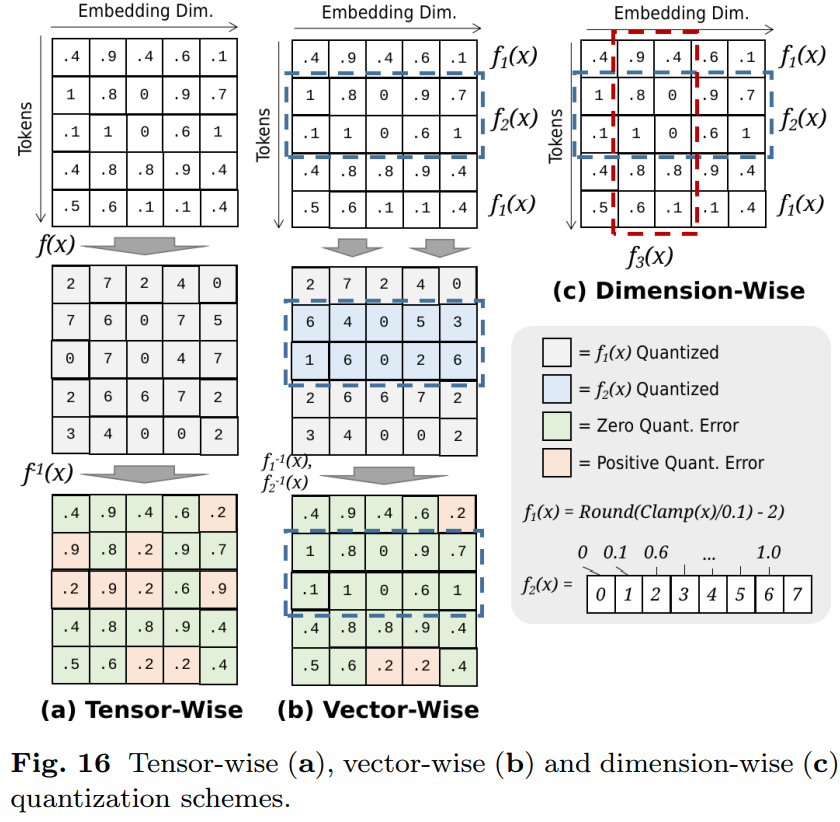 Embedding Dim.
Tokens
.4 .9 .4 .6 .1
1 .8 0 .9 .7
.1 1 0 .6 1
.4 .8 .8 .9 .4
.5 .6 .1 .1 .4
f(x)
2 7 2 4 0
7 6 0 7 5
0 7 0 4 7
2 6 6 7 2
3 4 0 0 2
f⁻¹(x)
.4 .9 .4 .6 .2
.9 .8 .2 .9 .7
.2 .9 .2 .6 .9
.4 .8 .8 .9 .4
.5 .6 .2 .2 .4
(a) Tensor-Wise
Embedding Dim.
Tokens
.4 .9 .4 .6 .1 f₁(x)
1 .8 0 .9 .7
f₂(x)
.1 1 0 .6 1
.4 .8 .8 .9 .4
.5 .6 .1 .1 .4 f₁(x)
2 7 2 4 0
6 4 0 5 3
1 6 0 2 6
2 6 6 7 2
3 4 0 0 2
f₁⁻¹(x),
f₂⁻¹(x)
.4 .9 .4 .6 .2
1 .8 0 .9 .7
.1 1 0 .6 1
.4 .8 .8 .9 .4
.5 .6 .2 .2 .4
(b) Vector-Wise
Embedding Dim.
Tokens
.4 .9 .4 .6 .1 f₁(x)
1 .8 0 .9 .7
f₂(x)
.1 1 0 .6 1
.4 .8 .8 .9 .4
.5 .6 .1 .1 .4 f₁(x)
f₃(x)
(c) Dimension-Wise
= f₁(x) Quantized
= f₂(x) Quantized
= Zero Quant. Error
= Positive Quant. Error
f₁(x) = Round(Clamp(x)/0.1) - 2)
0 0.1 0.6 ... 1.0
f₂(x) = 0 1 2 3 4 5 6 7
Fig. 16 Tensor-wise (a), vector-wise (b) and dimension-wise (c)
quantization schemes.